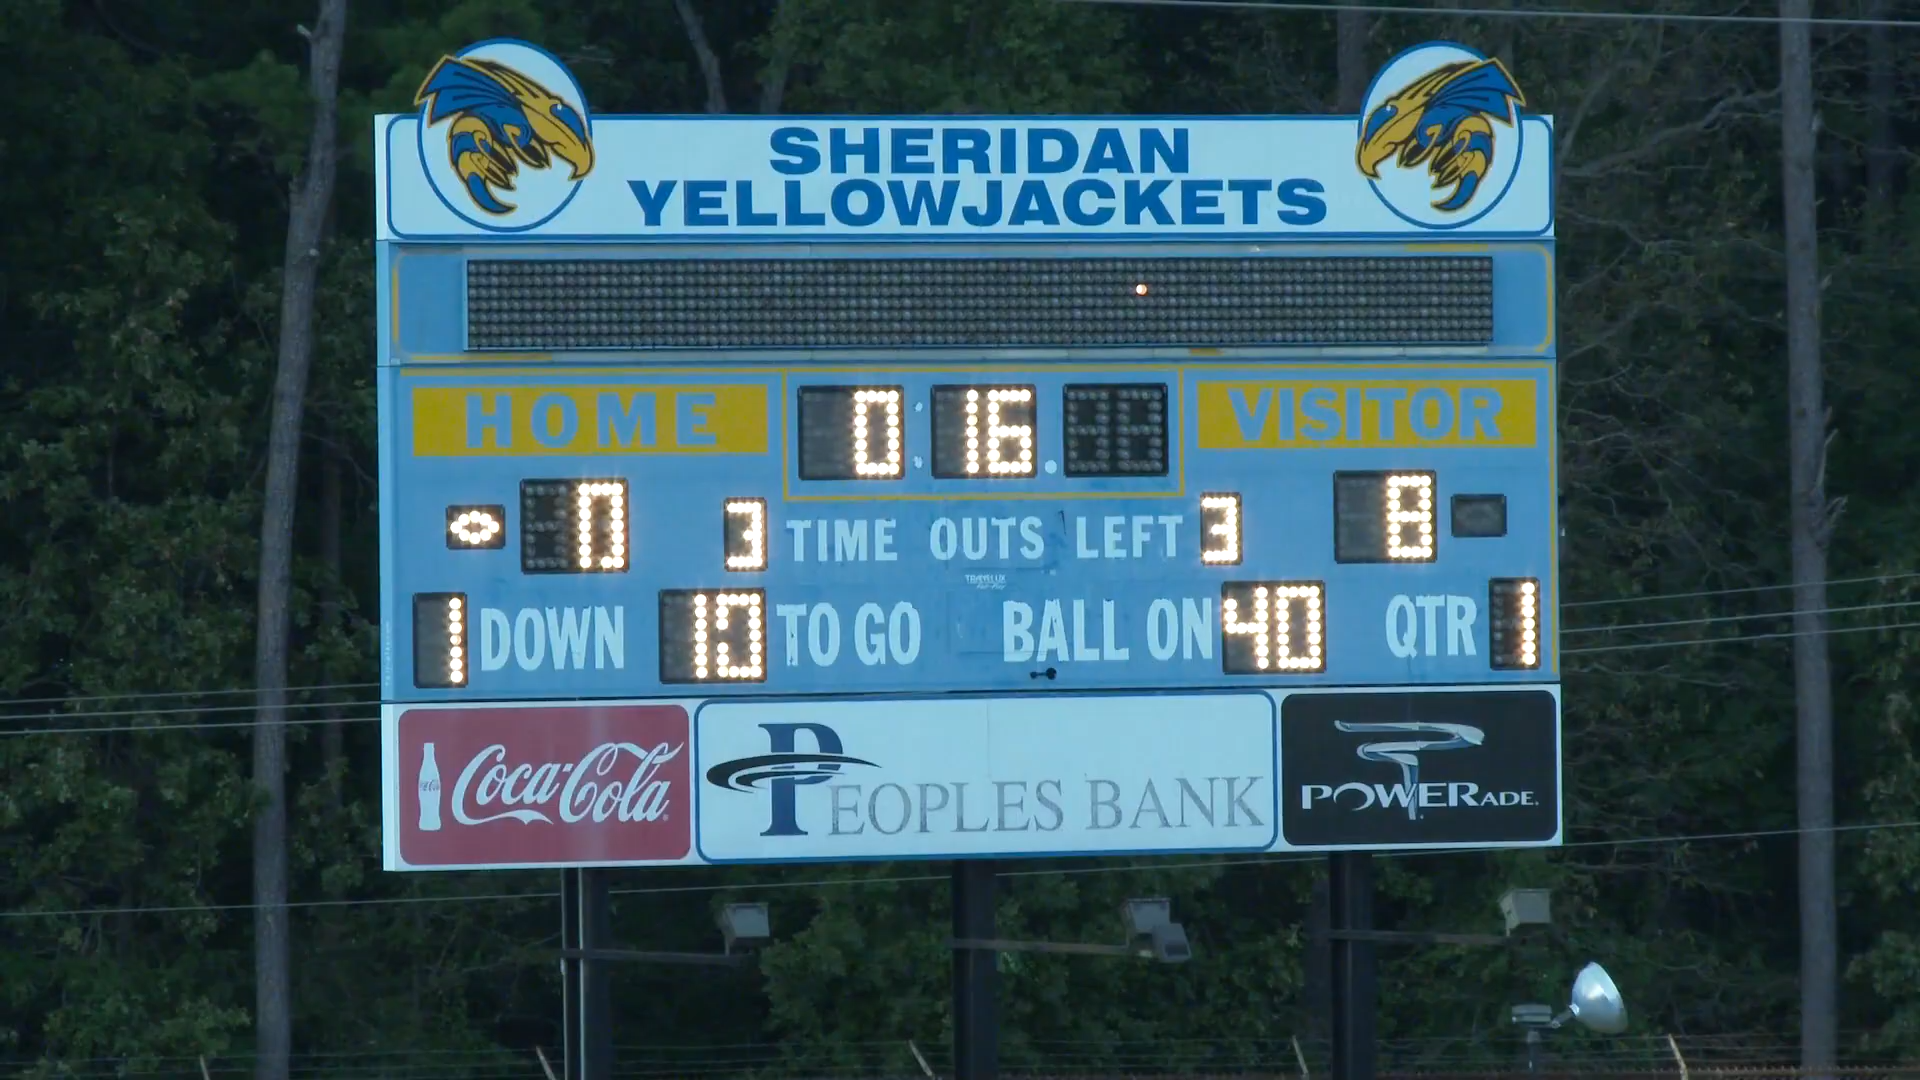 SHERIDAN
YELLOWJACKETS
HOME 0:16 VISITOR
0 3 TIME OUTS LEFT 3 8
1 DOWN 10 TO GO BALL ON 40 QTR 1
Coca-Cola
PEOPLES BANK
POWERADE